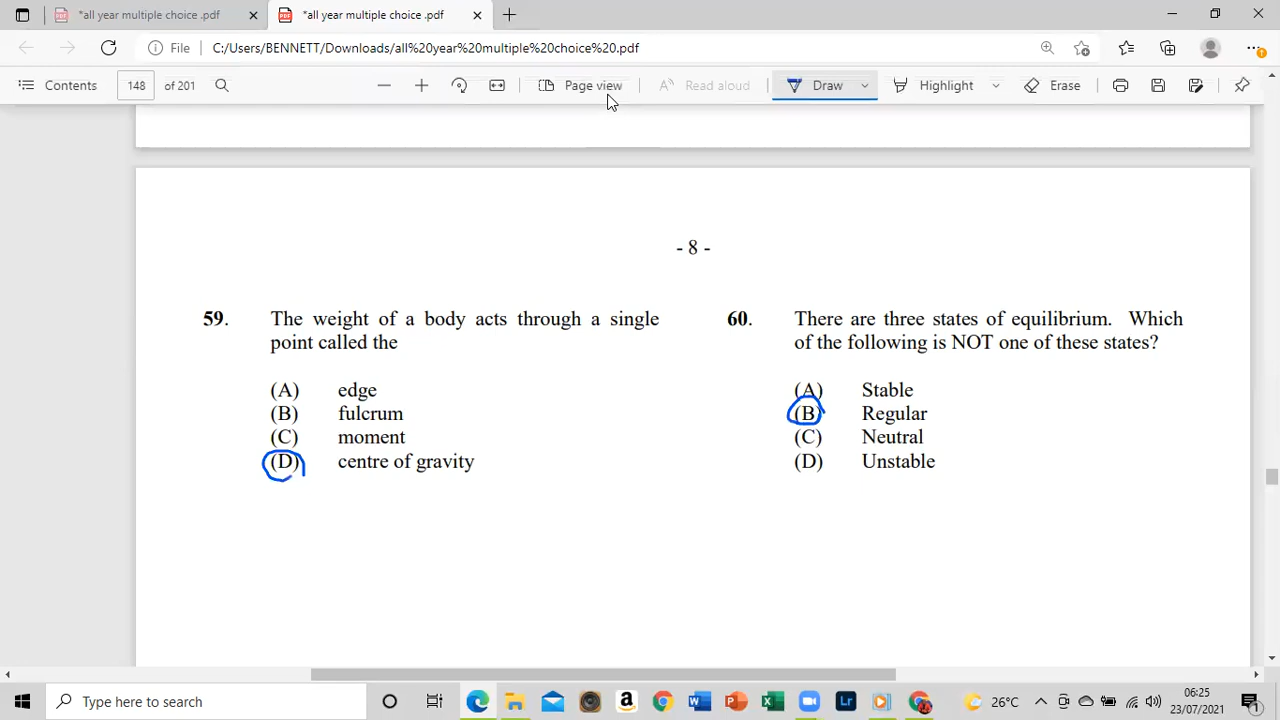 *all year multiple choice .pdf
*all year multiple choice .pdf
File
C:/Users/BENNETT/Downloads/all%20year%20multiple%20choice%20.pdf
Contents
148 of 201
Page view
Read aloud
Draw
Highlight
Erase
- 8 -
59. The weight of a body acts through a single
point called the
(A) edge
(B) fulcrum
(C) moment
(D) centre of gravity
60. There are three states of equilibrium. Which
of the following is NOT one of these states?
(A) Stable
(B) Regular
(C) Neutral
(D) Unstable
Type here to search
26°C
06:25
23/07/2021